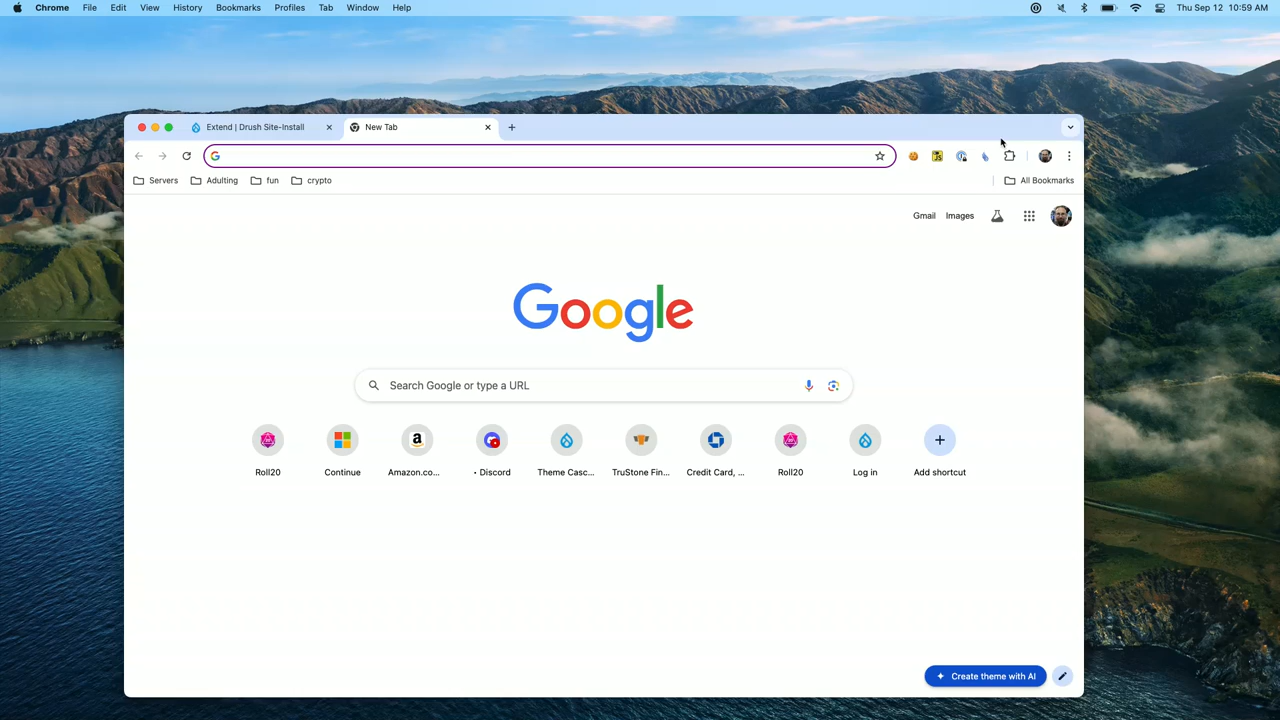 Chrome File Edit View History Bookmarks Profiles Tab Window Help Thu Sep 12 10:59 AM
Extend | Drush Site-Install New Tab
Servers Adulting fun crypto All Bookmarks
Gmail Images
Google
Search Google or type a URL
Roll20 Continue Amazon.co... • Discord Theme Casc... TruStone Fin... Credit Card, ... Roll20 Log in Add shortcut
Create theme with AI